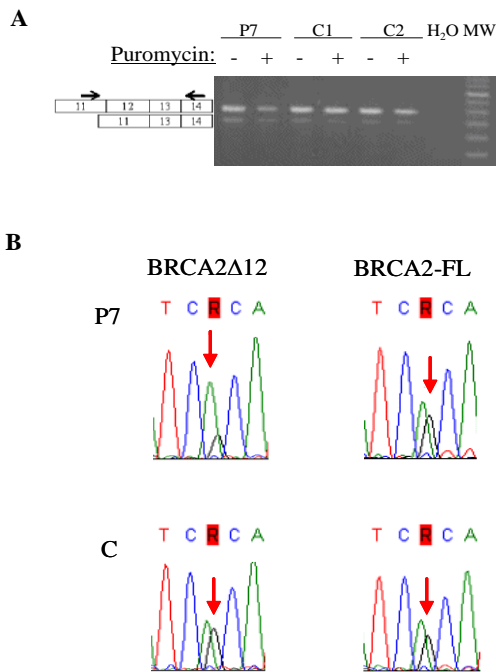 A
P7 C1 C2 H₂O MW
Puromycin: - + - + - +
11 12 13 14
11 13 14
B
BRCA2Δ12 BRCA2-FL
P7
T C R C A T C R C A
C
T C R C A T C R C A